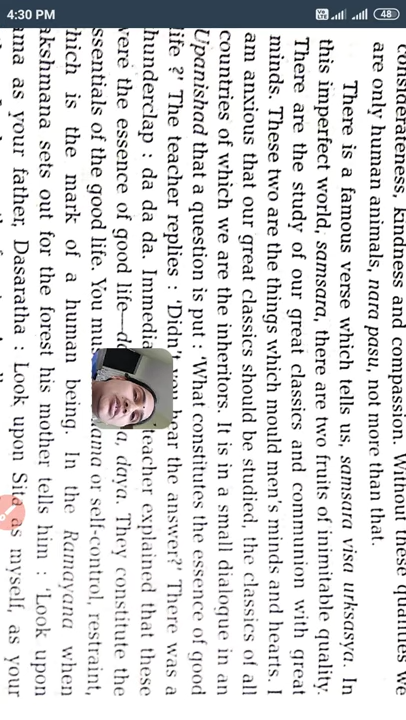 4:30 PM
48
considerateness, kindness and compassion. Without these qualities we
are only human animals, nara pasu, not more than that.
There is a famous verse which tells us, samsara visa urksasya. In
this imperfect world, samsara, there are two fruits of inimitable quality.
There are the study of our great classics and communion with great
minds. These two are the things which mould men's minds and hearts. I
am anxious that our great classics should be studied, the classics of all
countries of which we are the inheritors. It is in a small dialogue in an
Upanishad that a question is put : 'What constitutes the essence of good
life ?' The teacher replies : 'Didn't you hear the answer?' There was a
hunderclap : da da da. teacher explained that these
were the essence of good life— daya. They constitute the
ssentials of the good life. You or self-control, restraint,
hich is the mark of a human being. In the Ramayana when
akshmana sets out for the forest his mother tells him : 'Look upon
ama as your father, Dasaratha : Look upon Sita as myself, as your